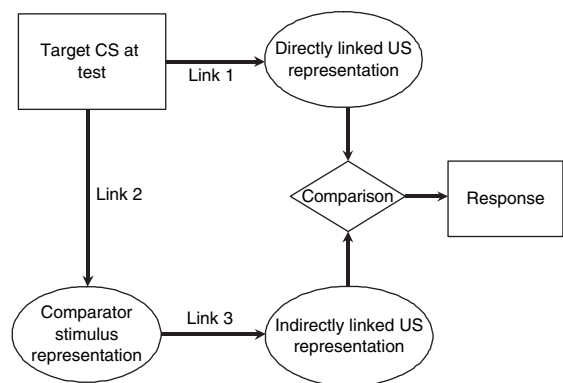 Target CS at
test
Link 1
Directly linked US
representation
Link 2
Comparison
Response
Comparator
stimulus
representation
Link 3
Indirectly linked US
representation